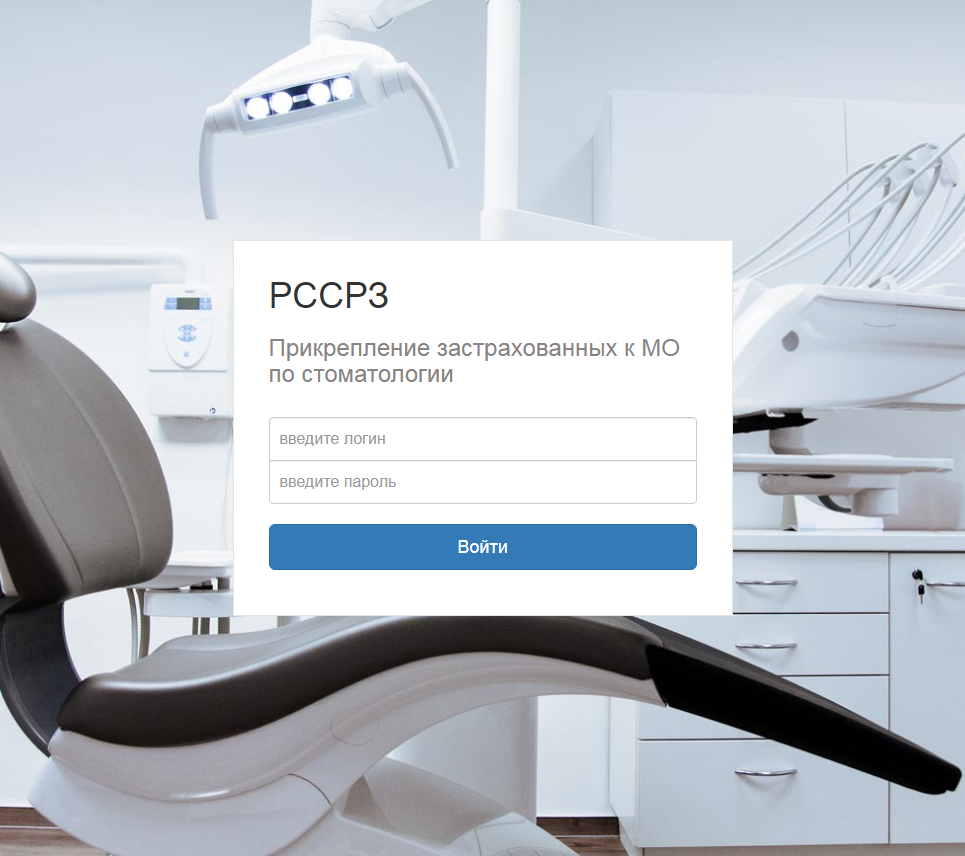 РССРЗ
Прикрепление застрахованных к МО
по стоматологии
введите логин
введите пароль
Войти